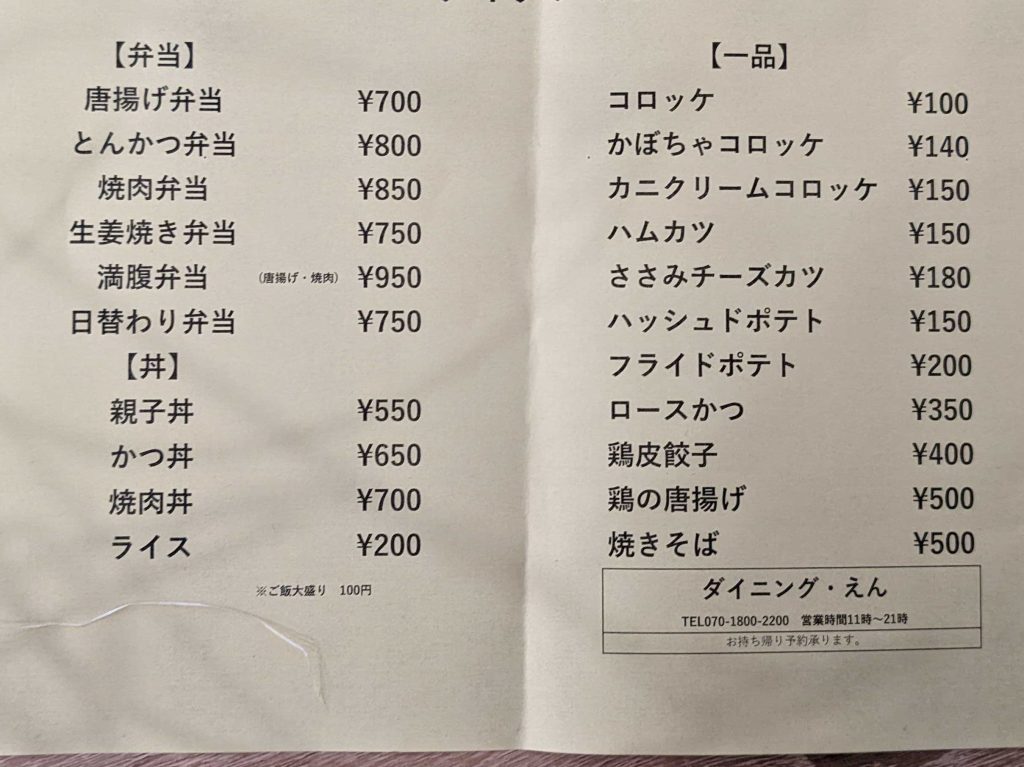 【弁当】
唐揚げ弁当 ¥700
とんかつ弁当 ¥800
焼肉弁当 ¥850
生姜焼き弁当 ¥750
満腹弁当 (唐揚げ・焼肉) ¥950
日替わり弁当 ¥750
【丼】
親子丼 ¥550
かつ丼 ¥650
焼肉丼 ¥700
ライス ¥200
※ご飯大盛り 100円
【一品】
コロッケ ¥100
かぼちゃコロッケ ¥140
カニクリームコロッケ ¥150
ハムカツ ¥150
ささみチーズカツ ¥180
ハッシュドポテト ¥150
フライドポテト ¥200
ロースかつ ¥350
鶏皮餃子 ¥400
鶏の唐揚げ ¥500
焼きそば ¥500
ダイニング・えん
TEL070-1800-2200 営業時間11時～21時
お持ち帰り予約承ります。